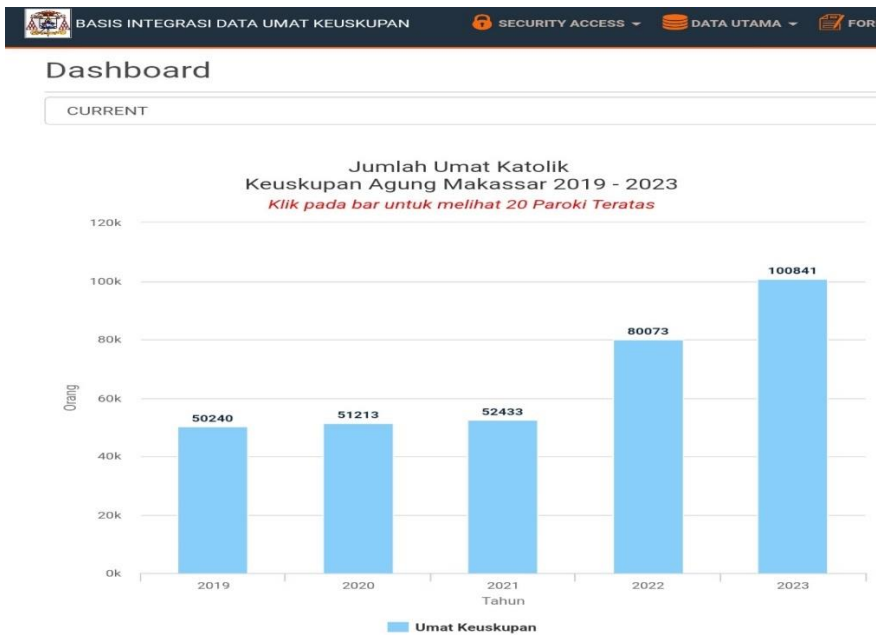 BASIS INTEGRASI DATA UMAT KEUSKUPAN
SECURITY ACCESS
DATA UTAMA
FOR
Dashboard
CURRENT
Jumlah Umat Katolik
Keuskupan Agung Makassar 2019 - 2023
Klik pada bar untuk melihat 20 Paroki Teratas
120k
100k
80k
60k
40k
20k
0k
Orang
50240
51213
52433
80073
100841
2019
2020
2021
2022
2023
Tahun
Umat Keuskupan